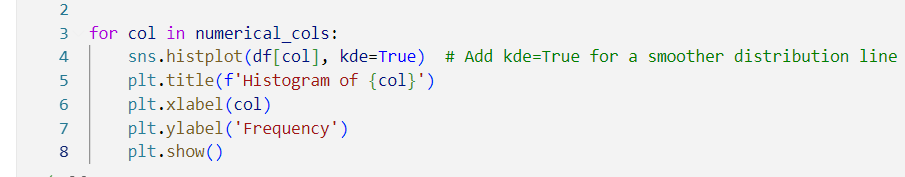 2
3 for col in numerical_cols:
4 sns.histplot(df[col], kde=True)  # Add kde=True for a smoother distribution line
5 plt.title(f'Histogram of {col}')
6 plt.xlabel(col)
7 plt.ylabel('Frequency')
8 plt.show()